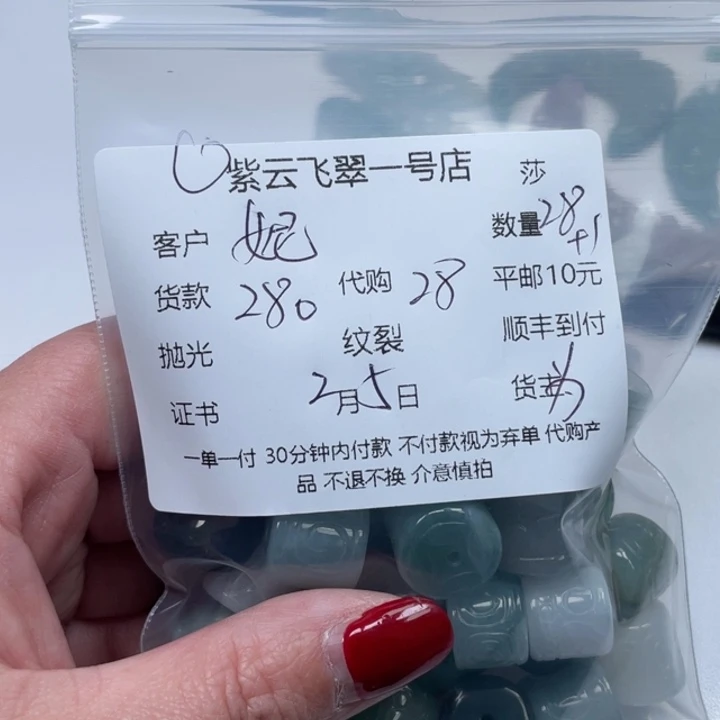 紫云飞翠一号店 莎
客户 妮 数量 28+1
货款 280 代购 28 平邮10元
抛光 纹裂 顺丰到付
证书 2月5日 货主
一单一付 30分钟内付款 不付款视为弃单 代购产
品 不退不换 介意慎拍